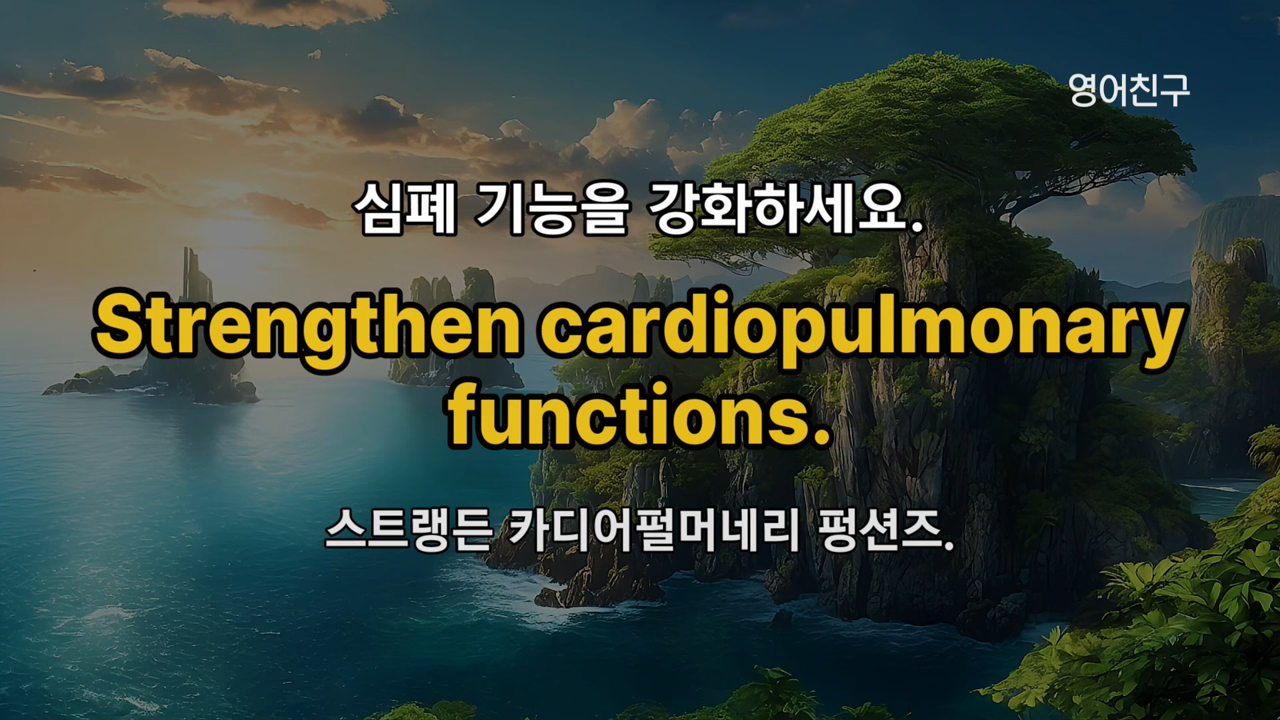 영어친구
심폐 기능을 강화하세요.
Strengthen cardiopulmonary
functions.
스트랭든 카디어펄머네리 펑션즈.